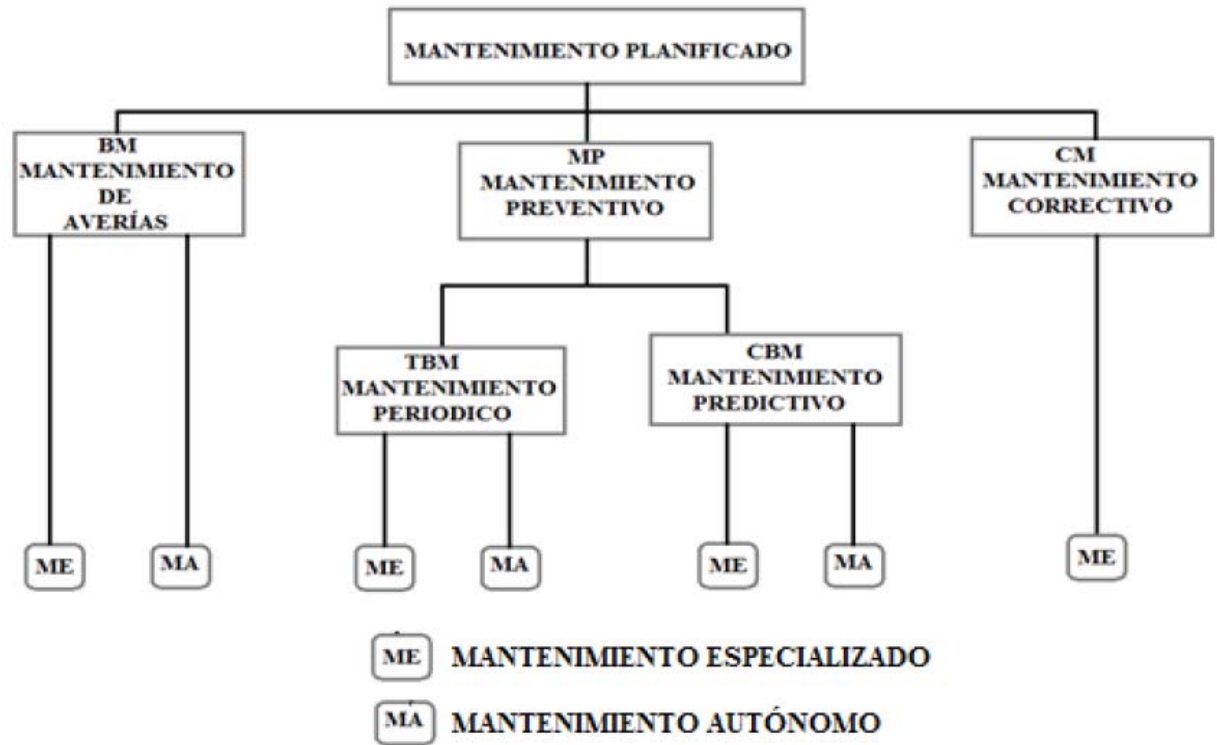 MANTENIMIENTO PLANIFICADO
BM
MANTENIMIENTO
DE
AVERÍAS
MP
MANTENIMIENTO
PREVENTIVO
CM
MANTENIMIENTO
CORRECTIVO
TBM
MANTENIMIENTO
PERIODICO
CBM
MANTENIMIENTO
PREDICTIVO
ME
MA
ME
MA
ME
MA
ME
ME MANTENIMIENTO ESPECIALIZADO
MA MANTENIMIENTO AUTÓNOMO